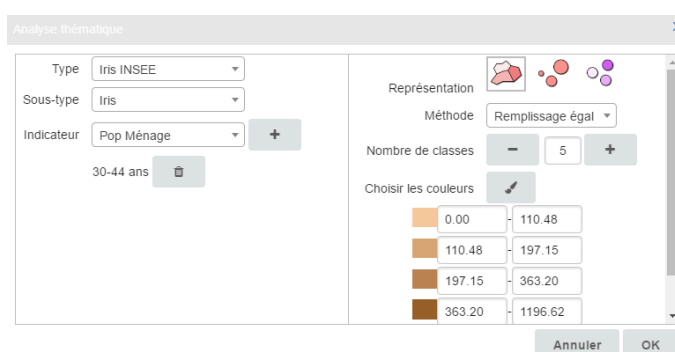 Analyse thématique
Type Iris INSEE
Sous-type Iris
Indicateur Pop Ménage +
30-44 ans
Représentation
Méthode Remplissage égal
Nombre de classes − 5 +
Choisir les couleurs
0.00 - 110.48
110.48 - 197.15
197.15 - 363.20
363.20 - 1196.62
Annuler OK